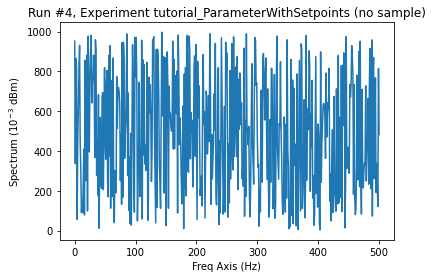 Run #4, Experiment tutorial_ParameterWithSetpoints (no sample)
Spectrum (10⁻³ dBm)
1000
800
600
400
200
0
0 100 200 300 400 500
Freq Axis (Hz)